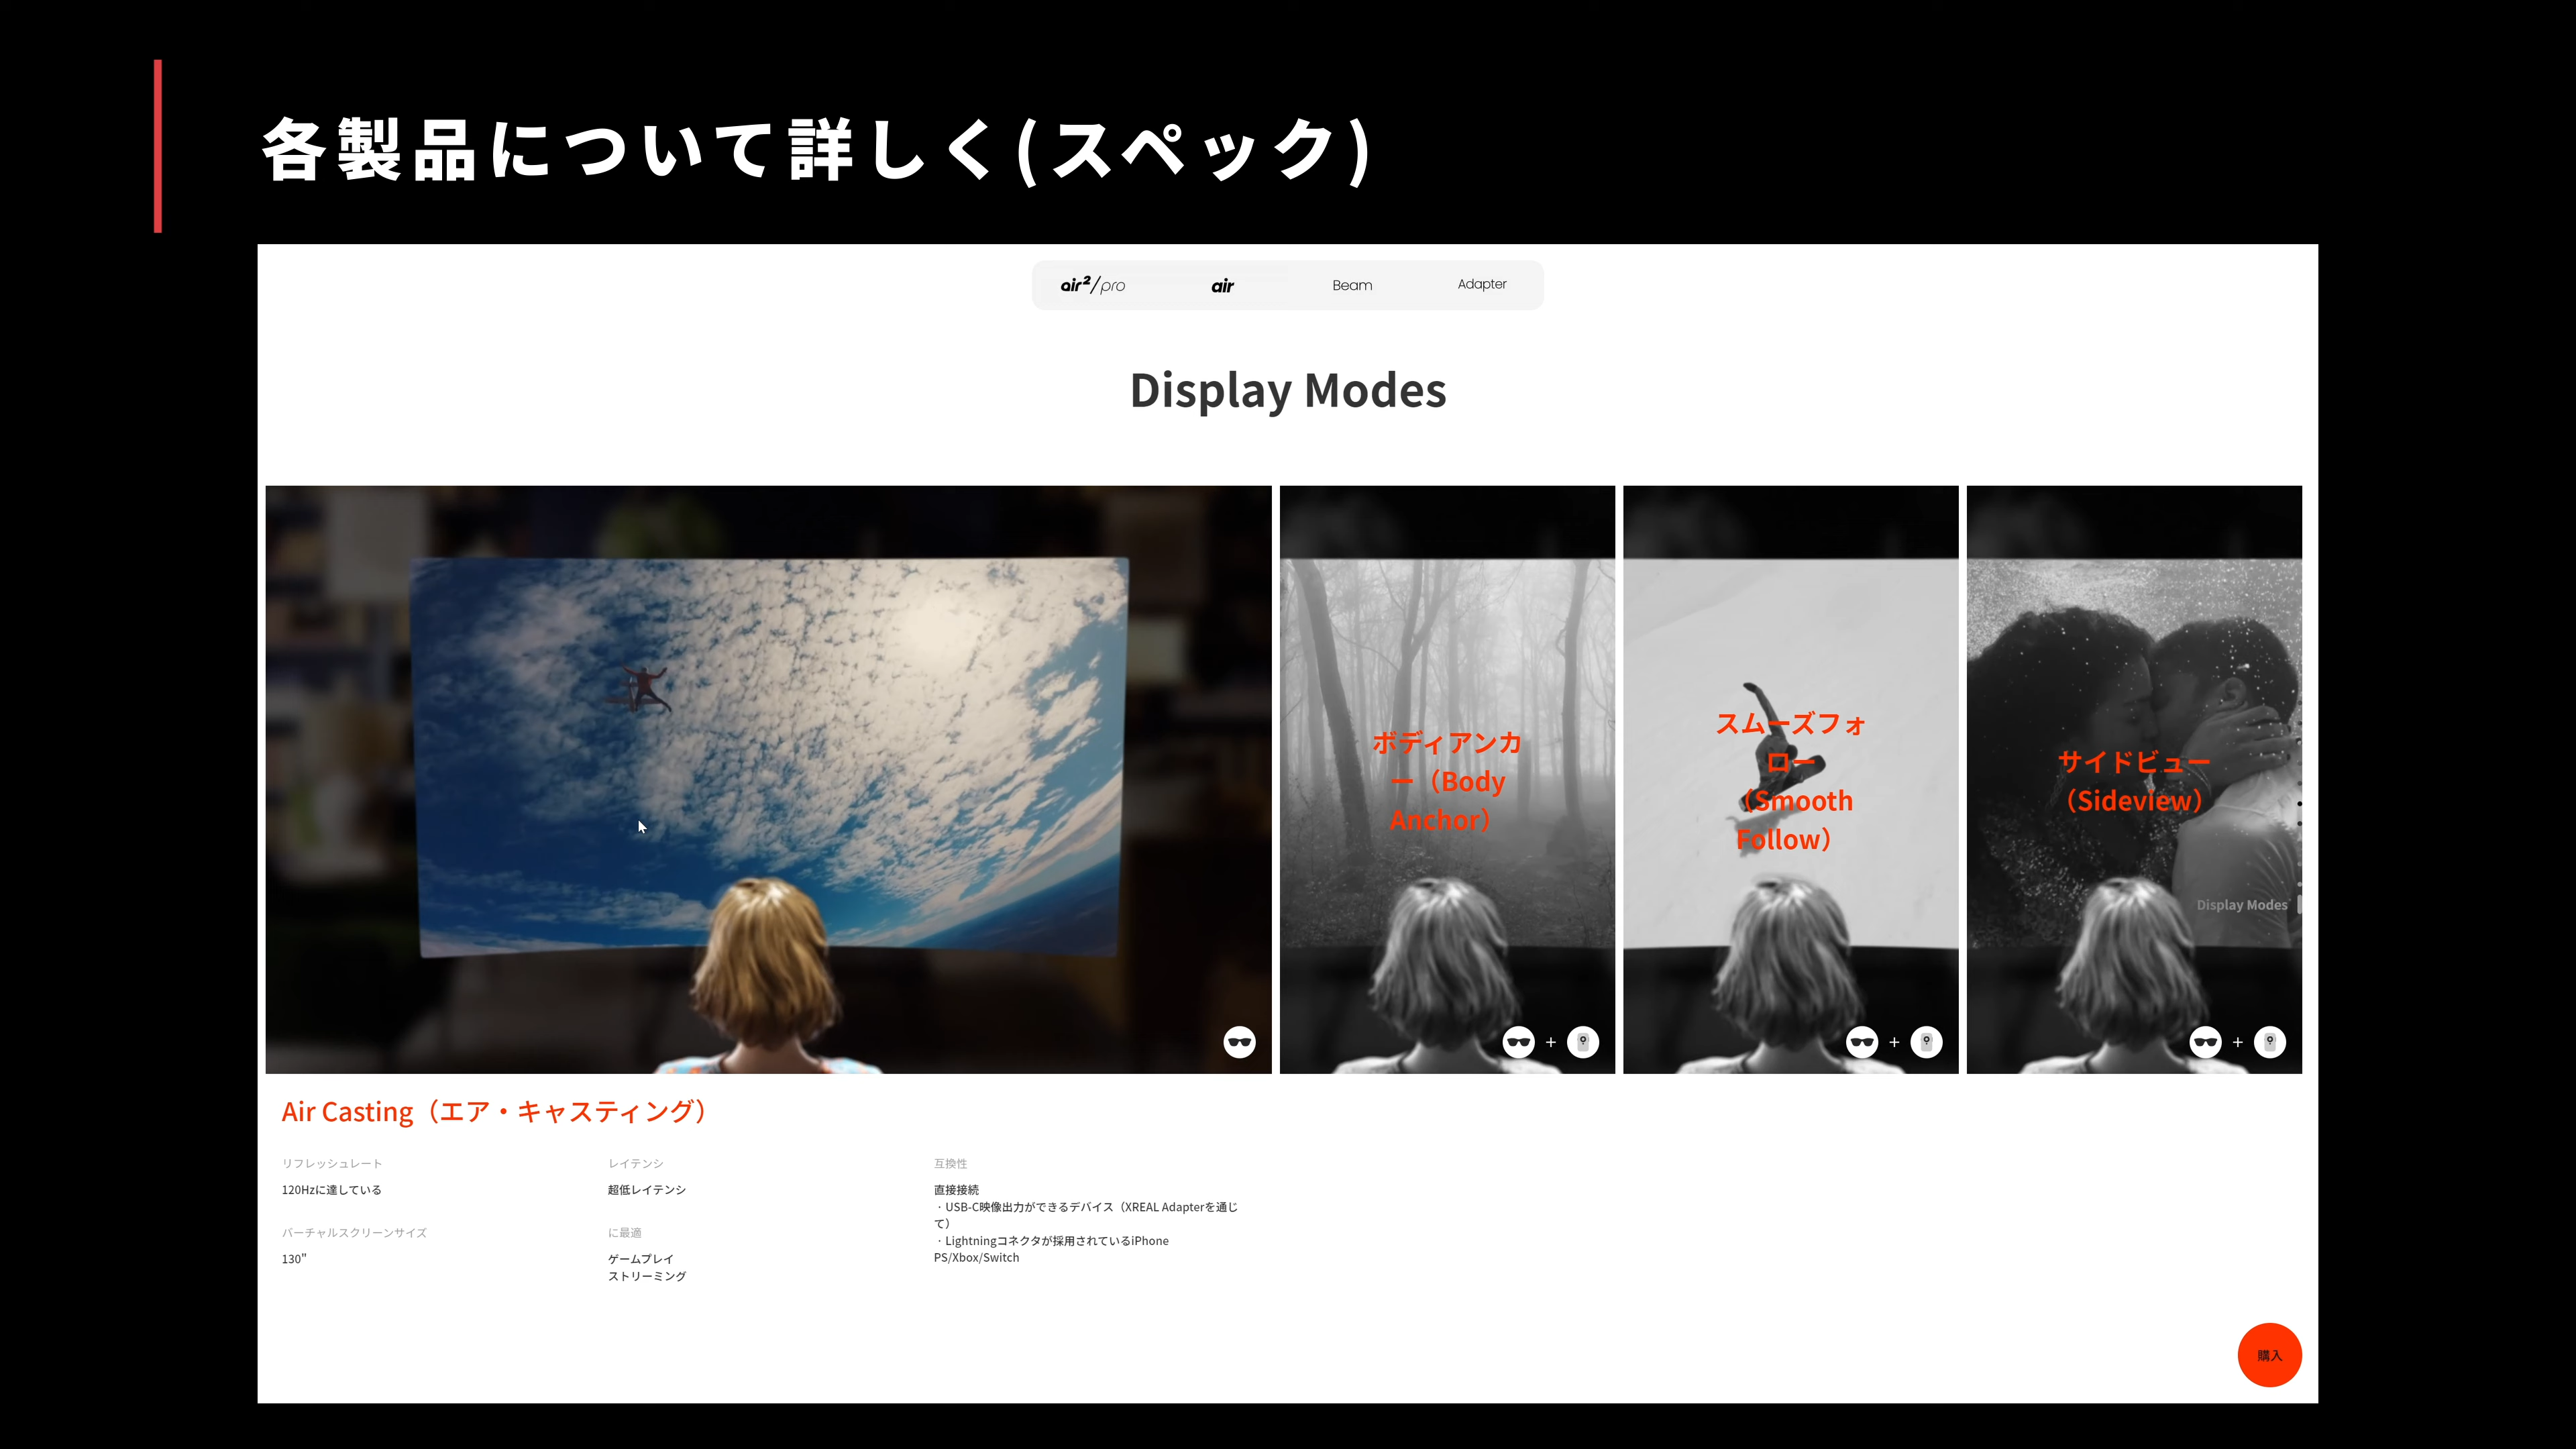 各製品について詳しく(スペック)
air²/pro
air
Beam
Adapter
Display Modes
ボディアンカ
ー（Body
Anchor）
スムーズフォ
ロー
（Smooth
Follow）
サイドビュー
（Sideview）
Display Modes
Air Casting（エア・キャスティング）
リフレッシュレート
120Hzに達している
バーチャルスクリーンサイズ
130"
レイテンシ
超低レイテンシ
に最適
ゲームプレイ
ストリーミング
互換性
直接接続
・USB-C映像出力ができるデバイス（XREAL Adapterを通じ
て）
・Lightningコネクタが採用されているiPhone
PS/Xbox/Switch
購入